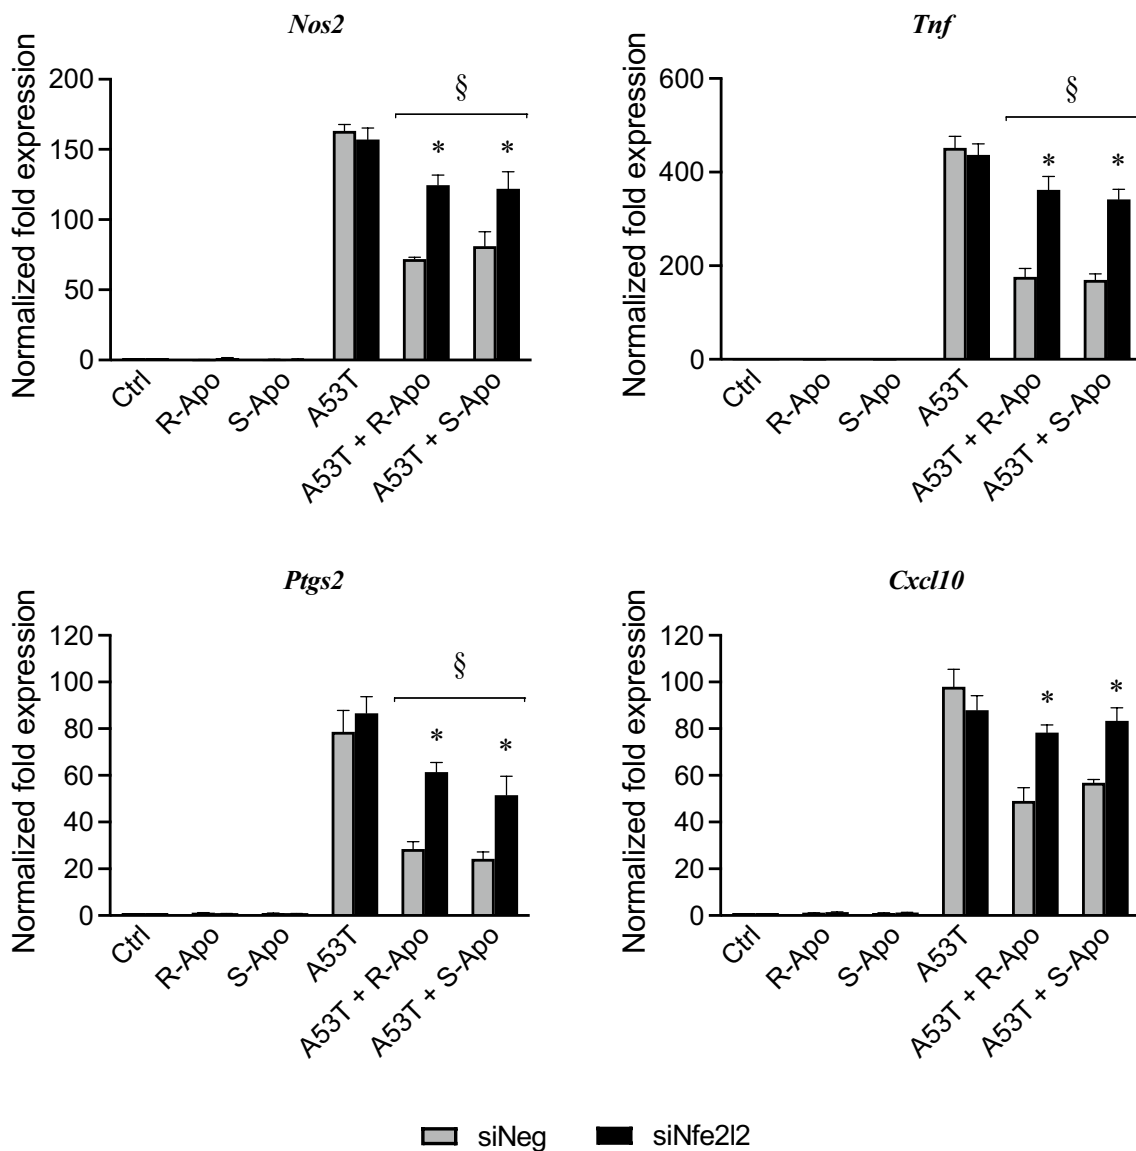 Nos2
Normalized fold expression
200
150
100
50
0
§
*
*
Ctrl
R-Apo
S-Apo
A53T
A53T + R-Apo
A53T + S-Apo
Tnf
Normalized fold expression
600
400
200
0
§
*
*
Ctrl
R-Apo
S-Apo
A53T
A53T + R-Apo
A53T + S-Apo
Ptgs2
Normalized fold expression
120
100
80
60
40
20
0
§
*
*
Ctrl
R-Apo
S-Apo
A53T
A53T + R-Apo
A53T + S-Apo
Cxcl10
Normalized fold expression
120
100
80
60
40
20
0
*
*
Ctrl
R-Apo
S-Apo
A53T
A53T + R-Apo
A53T + S-Apo
siNeg
siNfe2l2